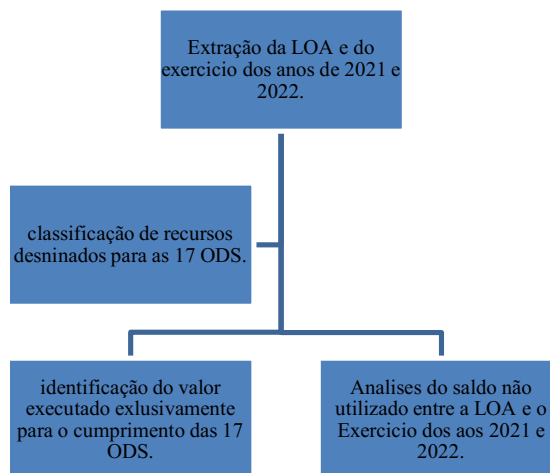 Extração da LOA e do
exercicio dos anos de 2021 e
2022.
classificação de recursos
desninados para as 17 ODS.
identificação do valor
executado exlusivamente
para o cumprimento das 17
ODS.
Analises do saldo não
utilizado entre a LOA e o
Exercicio dos aos 2021 e
2022.